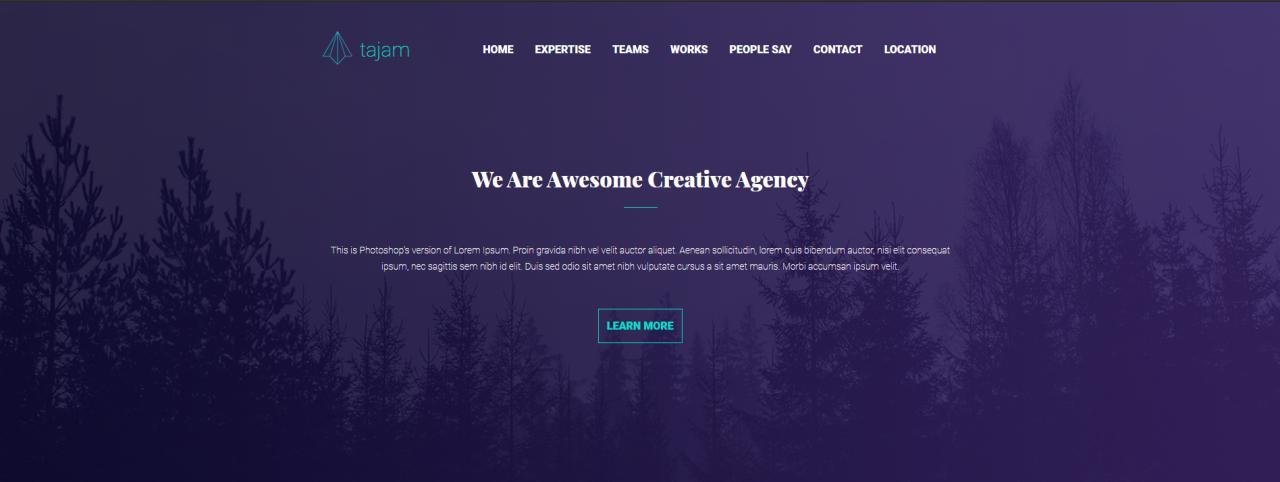 tajam
HOME EXPERTISE TEAMS WORKS PEOPLE SAY CONTACT LOCATION
We Are Awesome Creative Agency
This is Photoshop's version of Lorem Ipsum. Proin gravida nibh vel velit auctor aliquet. Aenean sollicitudin, lorem quis bibendum auctor, nisi elit consequat
ipsum, nec sagittis sem nibh id elit. Duis sed odio sit amet nibh vulputate cursus a sit amet mauris. Morbi accumsan ipsum velit.
LEARN MORE